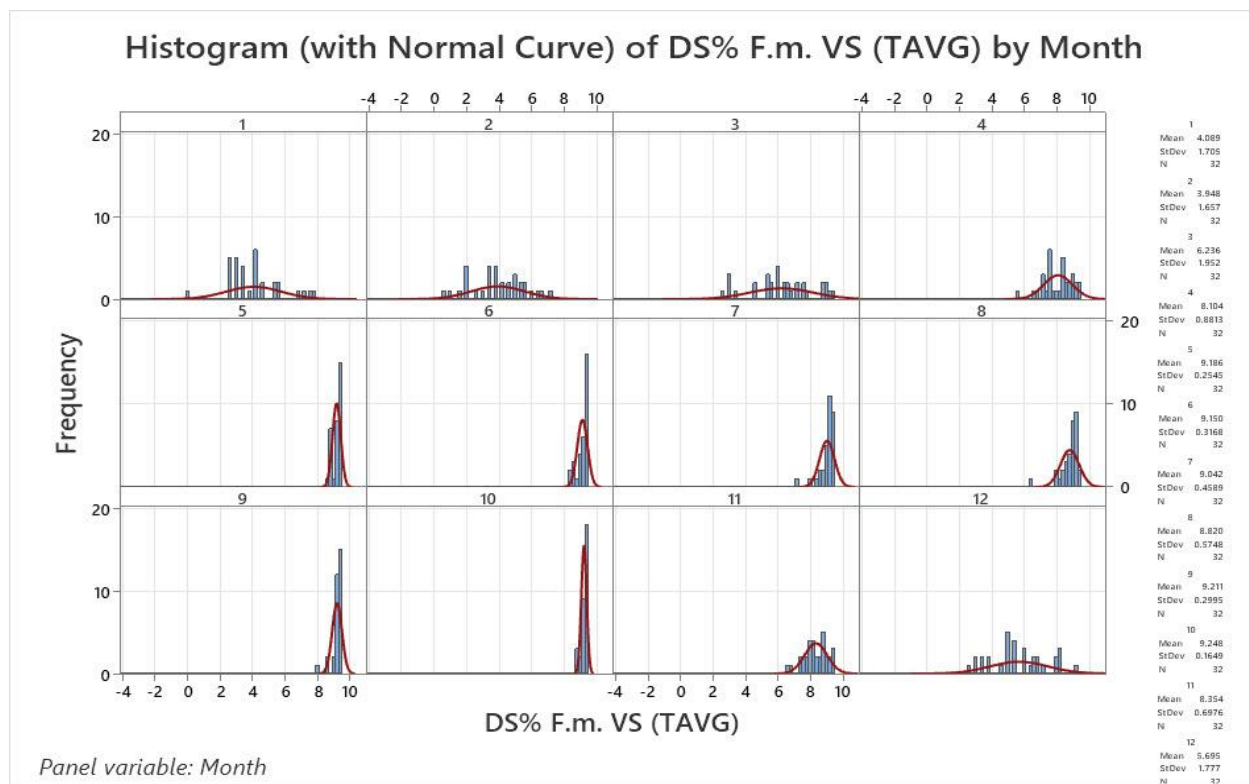 Histogram (with Normal Curve) of DS% F.m. VS (TAVG) by Month
-4 -2 0 2 4 6 8 10 -4 -2 0 2 4 6 8 10
1 2 3 4
20
10
0
5 6 7 8
20
10
0
9 10 11 12
20
10
0
-4 -2 0 2 4 6 8 10 -4 -2 0 2 4 6 8 10
Frequency
DS% F.m. VS (TAVG)
Panel variable: Month
1
Mean 4.089
StDev 1.705
N 32
2
Mean 3.948
StDev 1.657
N 32
3
Mean 6.236
StDev 1.952
N 32
4
Mean 8.104
StDev 0.8813
N 32
5
Mean 9.186
StDev 0.2545
N 32
6
Mean 9.150
StDev 0.3168
N 32
7
Mean 9.042
StDev 0.4589
N 32
8
Mean 8.820
StDev 0.5748
N 32
9
Mean 9.211
StDev 0.2995
N 32
10
Mean 9.248
StDev 0.1649
N 32
11
Mean 8.354
StDev 0.6976
N 32
12
Mean 5.695
StDev 1.777
N 32